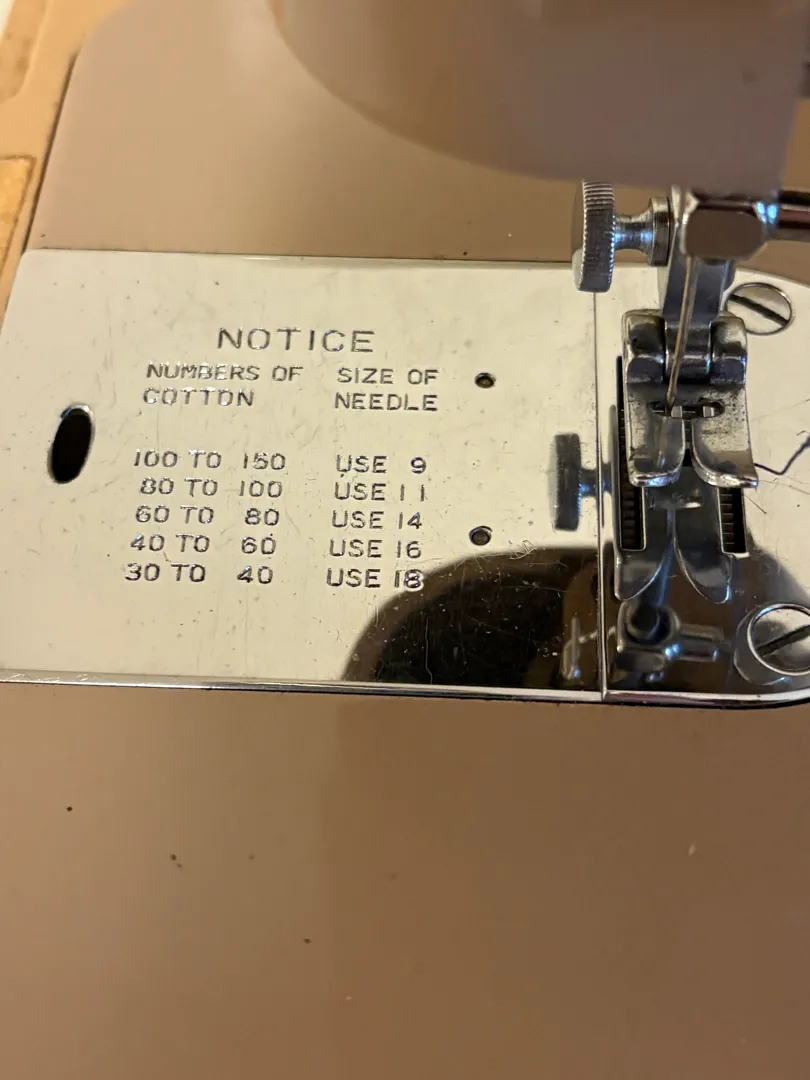 NOTICE
NUMBERS OF COTTON SIZE OF NEEDLE
100 TO 150 USE 9
80 TO 100 USE 11
60 TO 80 USE 14
40 TO 60 USE 16
30 TO 40 USE 18